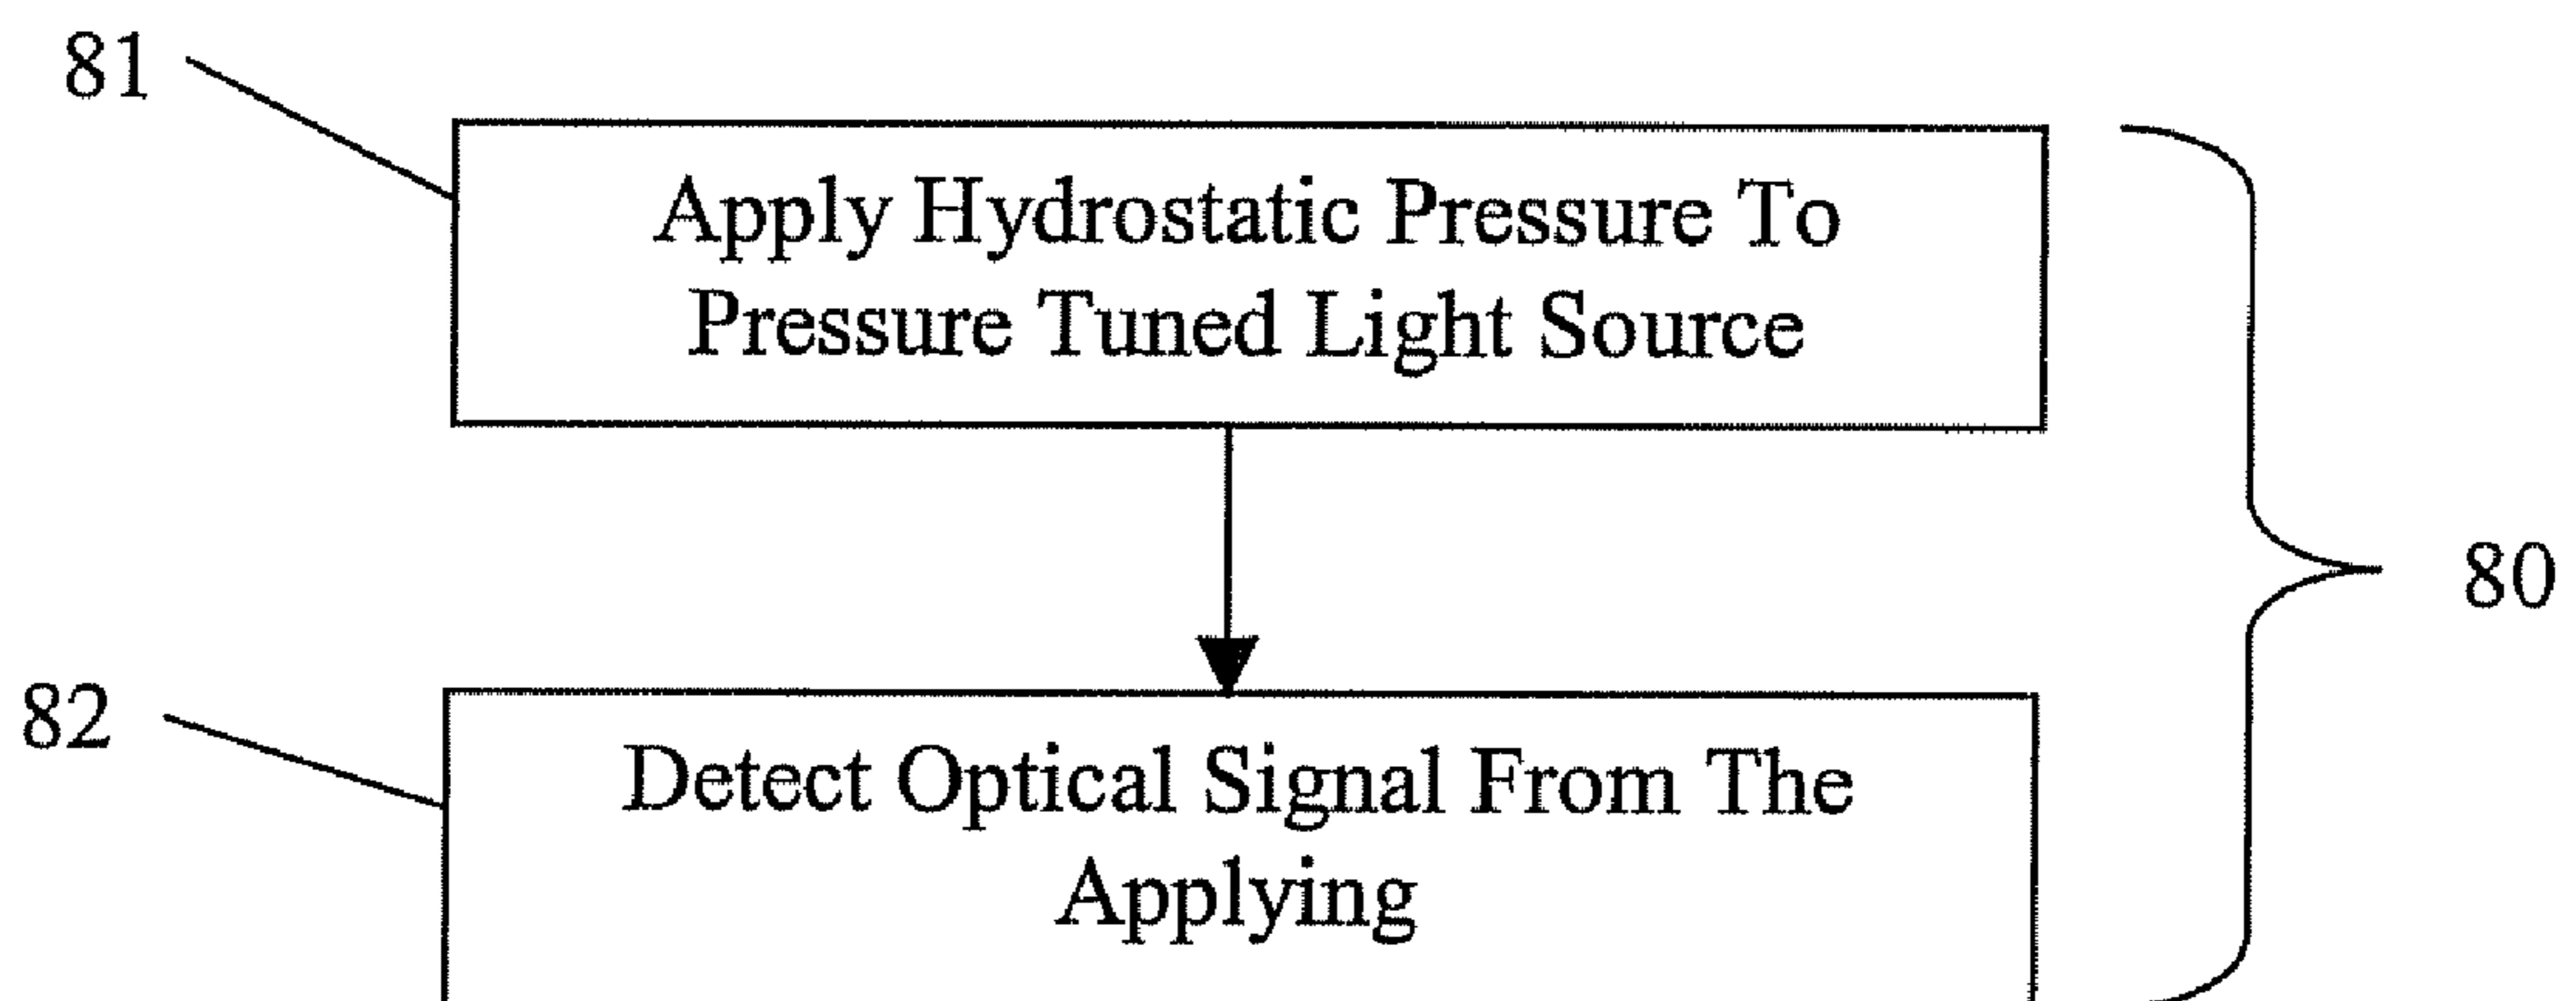 81
Apply Hydrostatic Pressure To
Pressure Tuned Light Source
80
82
Detect Optical Signal From The
Applying